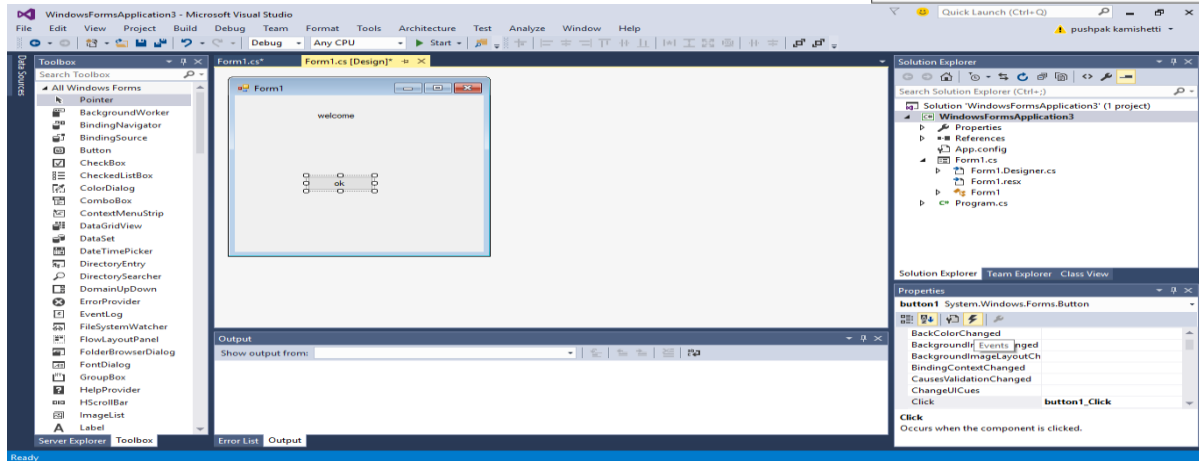 WindowsFormsApplication3 - Microsoft Visual Studio
Quick Launch (Ctrl+Q)
File Edit View Project Build Debug Team Format Tools Architecture Test Analyze Window Help
pushpak kamishetti
Debug Any CPU Start
Data Sources
Toolbox
Search Toolbox
All Windows Forms
Pointer
BackgroundWorker
BindingNavigator
BindingSource
Button
CheckBox
CheckedListBox
ColorDialog
ComboBox
ContextMenuStrip
DataGridView
DataSet
DateTimePicker
DirectoryEntry
DirectorySearcher
DomainUpDown
ErrorProvider
EventLog
FileSystemWatcher
FlowLayoutPanel
FolderBrowserDialog
FontDialog
GroupBox
HelpProvider
HScrollBar
ImageList
Label
Server Explorer Toolbox
Form1.cs* Form1.cs [Design]*
Form1
welcome
ok
Output
Show output from:
Error List Output
Solution Explorer
Search Solution Explorer (Ctrl+;)
Solution 'WindowsFormsApplication3' (1 project)
WindowsFormsApplication3
Properties
References
App.config
Form1.cs
Form1.Designer.cs
Form1.resx
Form1
Program.cs
Solution Explorer Team Explorer Class View
Properties
button1 System.Windows.Forms.Button
BackColorChanged
BackgroundIr Events nged
BackgroundImageLayoutCh
BindingContextChanged
CausesValidationChanged
ChangeUICues
Click button1_Click
Click
Occurs when the component is clicked.
Ready